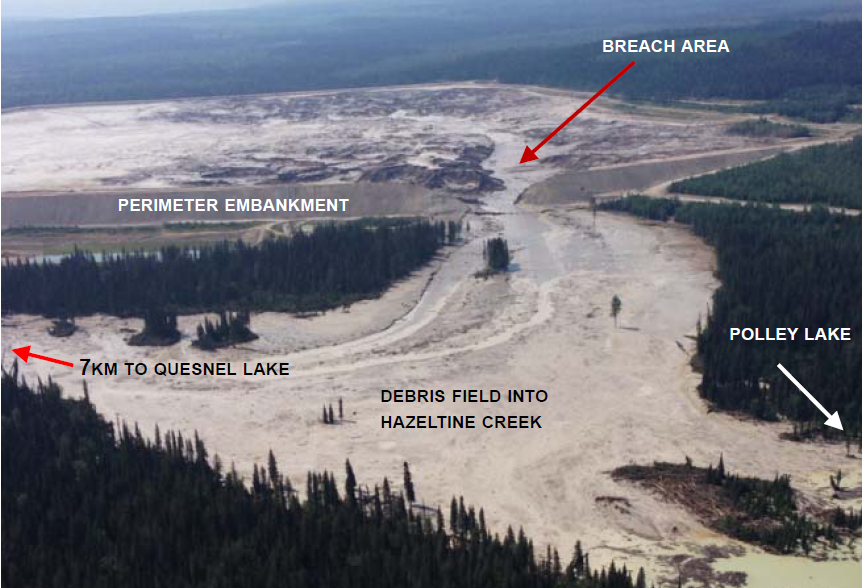 BREACH AREA
PERIMETER EMBANKMENT
POLLEY LAKE
7KM TO QUESNEL LAKE
DEBRIS FIELD INTO
HAZELTINE CREEK